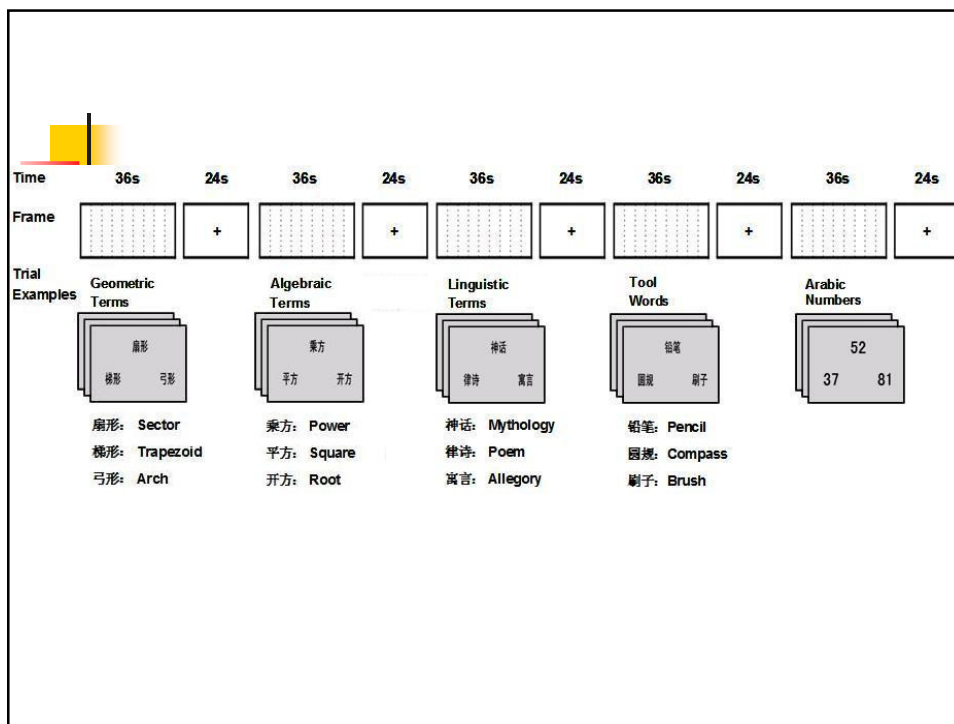 Time 36s 24s 36s 24s 36s 24s 36s 24s 36s 24s
Frame + + + + +
Trial Examples
Geometric Terms
Algebraic Terms
Linguistic Terms
Tool Words
Arabic Numbers
扇形 乘方 神话 铅笔 52
梯形 弓形 平方 开方 律诗 寓言 圆规 刷子 37 81
扇形： Sector 乘方： Power 神话： Mythology 铅笔： Pencil
梯形： Trapezoid 平方： Square 律诗： Poem 圆规： Compass
弓形： Arch 开方： Root 寓言： Allegory 刷子： Brush